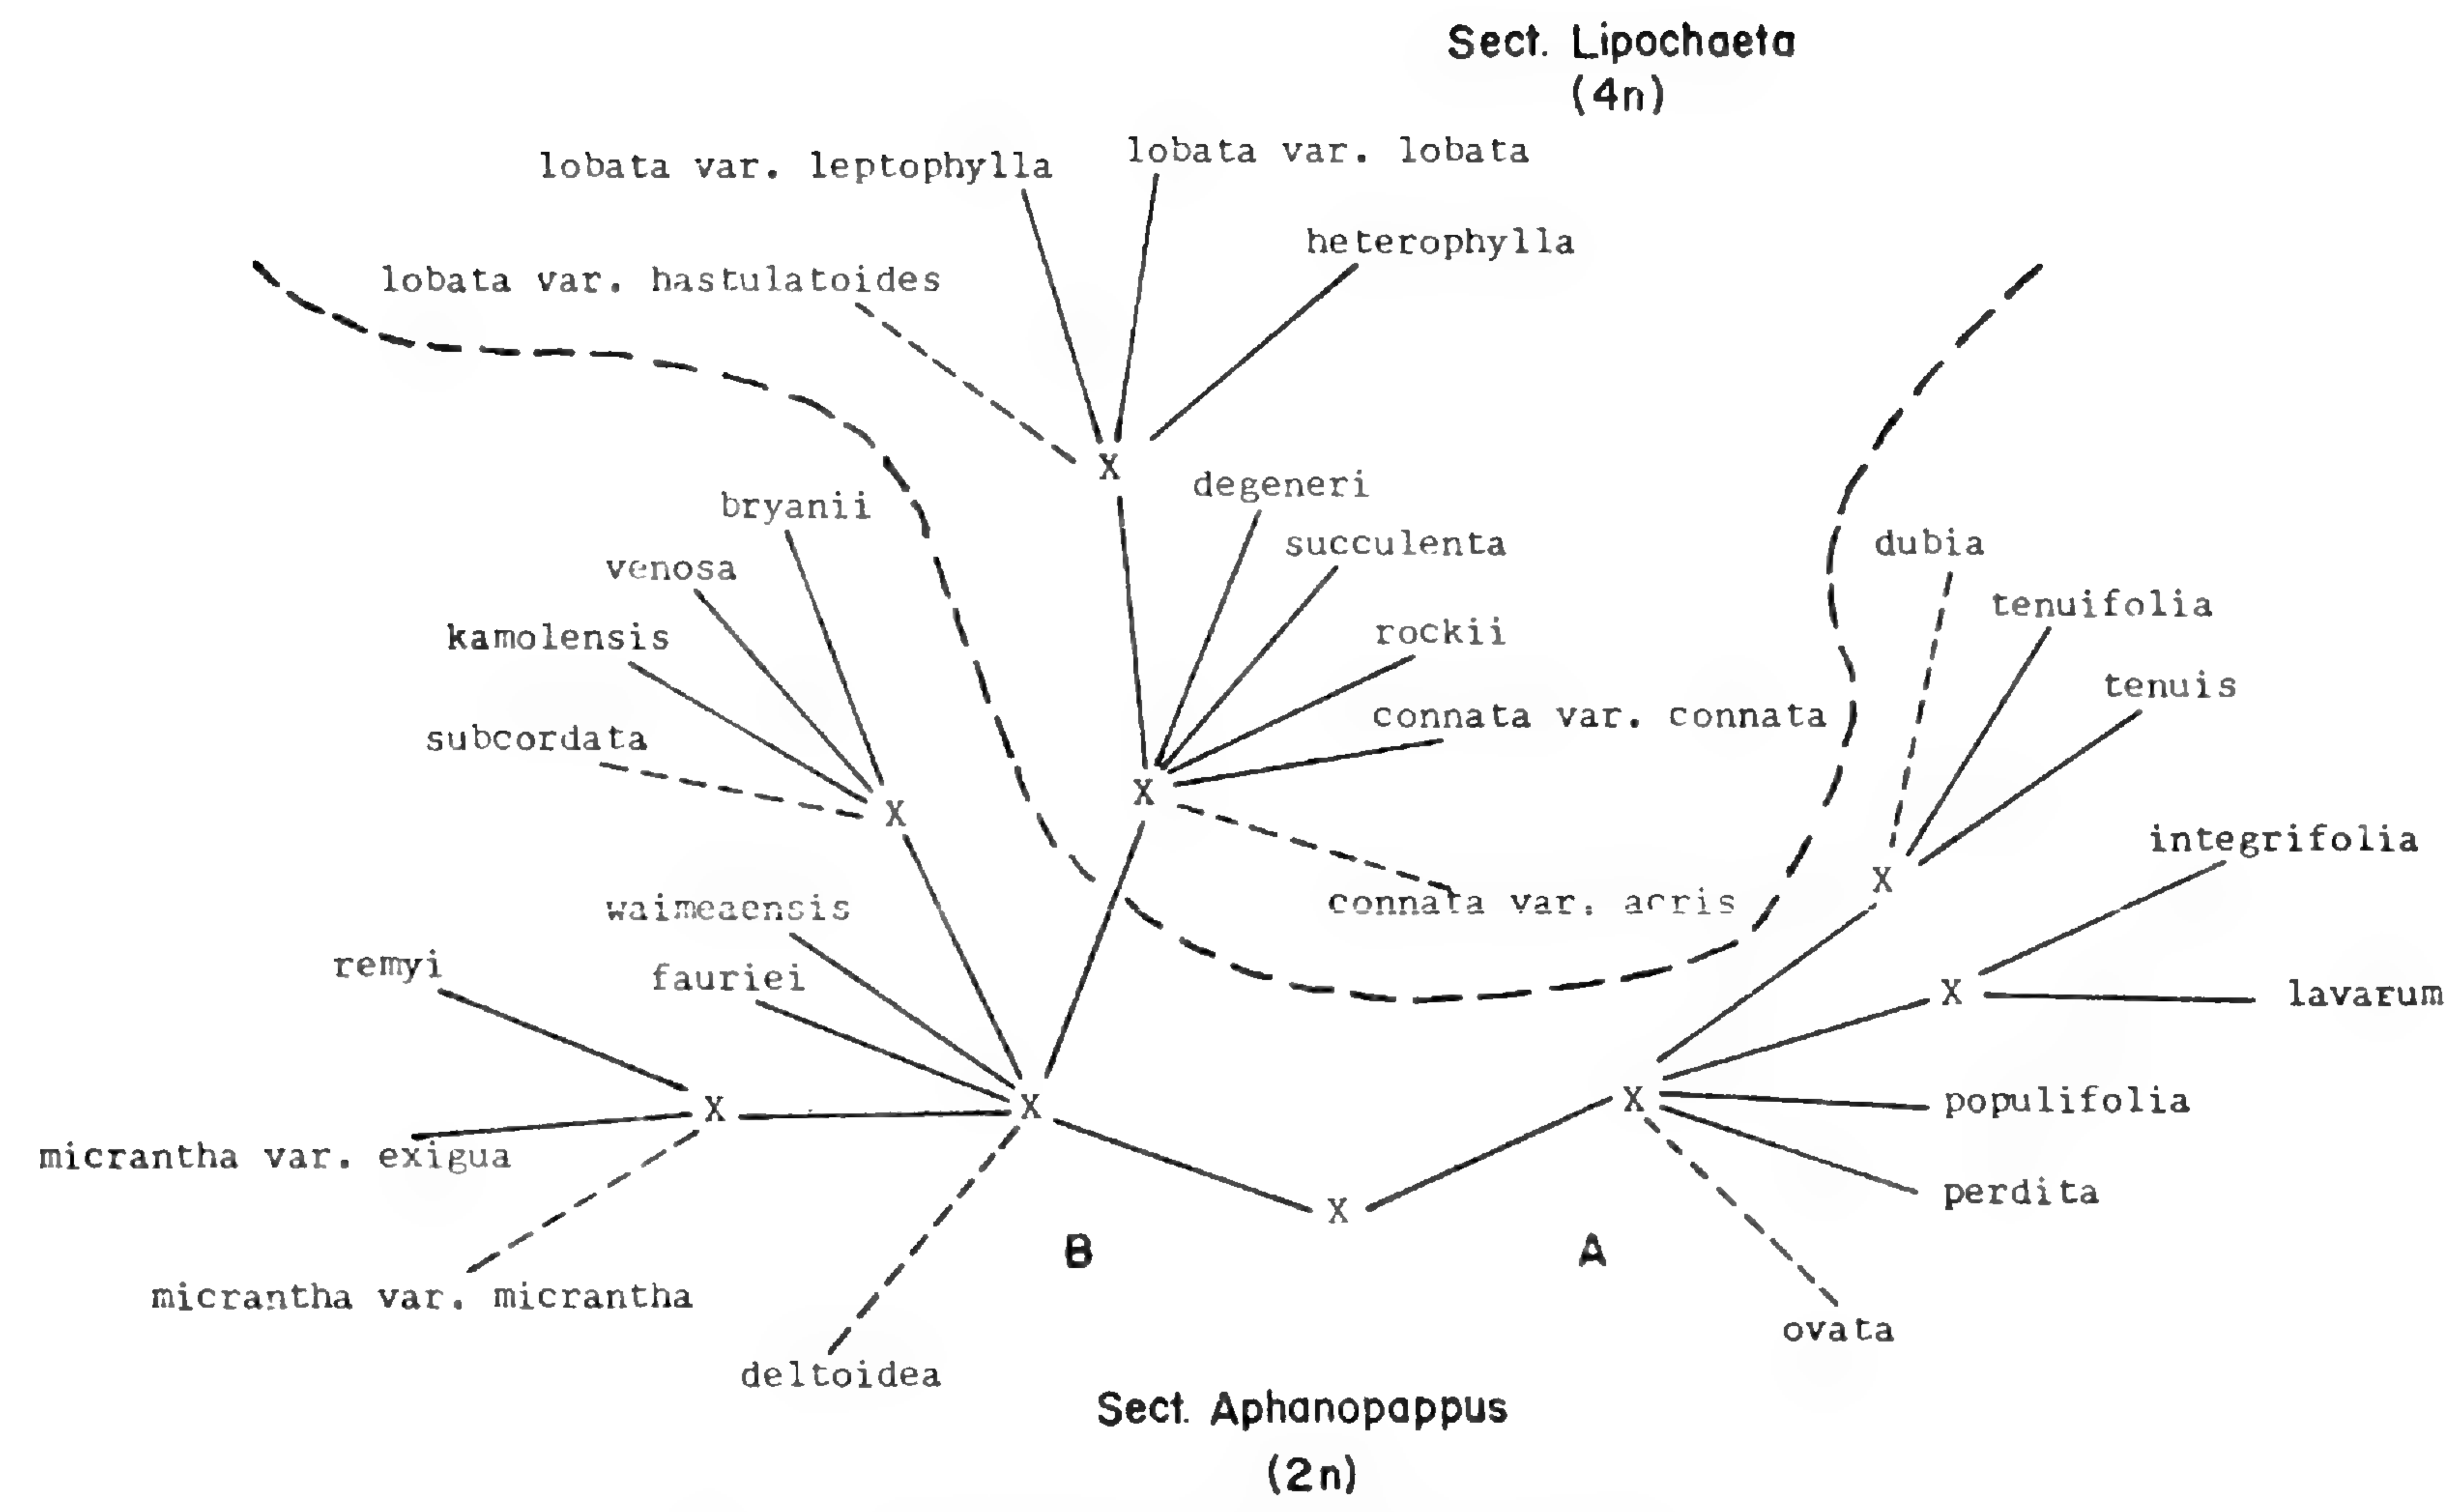 Sect. Lipochaeta
(4n)
lobata var. leptophylla
lobata var. lobata
heterophylla
lobata var. hastulatoides
X
degeneri
bryanii
succulenta
dubia
venosa
tenuifolia
kamolensis
rockii
tenuis
subcordata
connata var. connata
X
X
integrifolia
X
waimeaensis
connata var. acris
remyi
fauriei
X
lavarum
X
X
X
populifolia
micrantha var. exigua
perdita
X
B
A
micrantha var. micrantha
ovata
deltoidea
Sect. Aphanopappus
(2n)